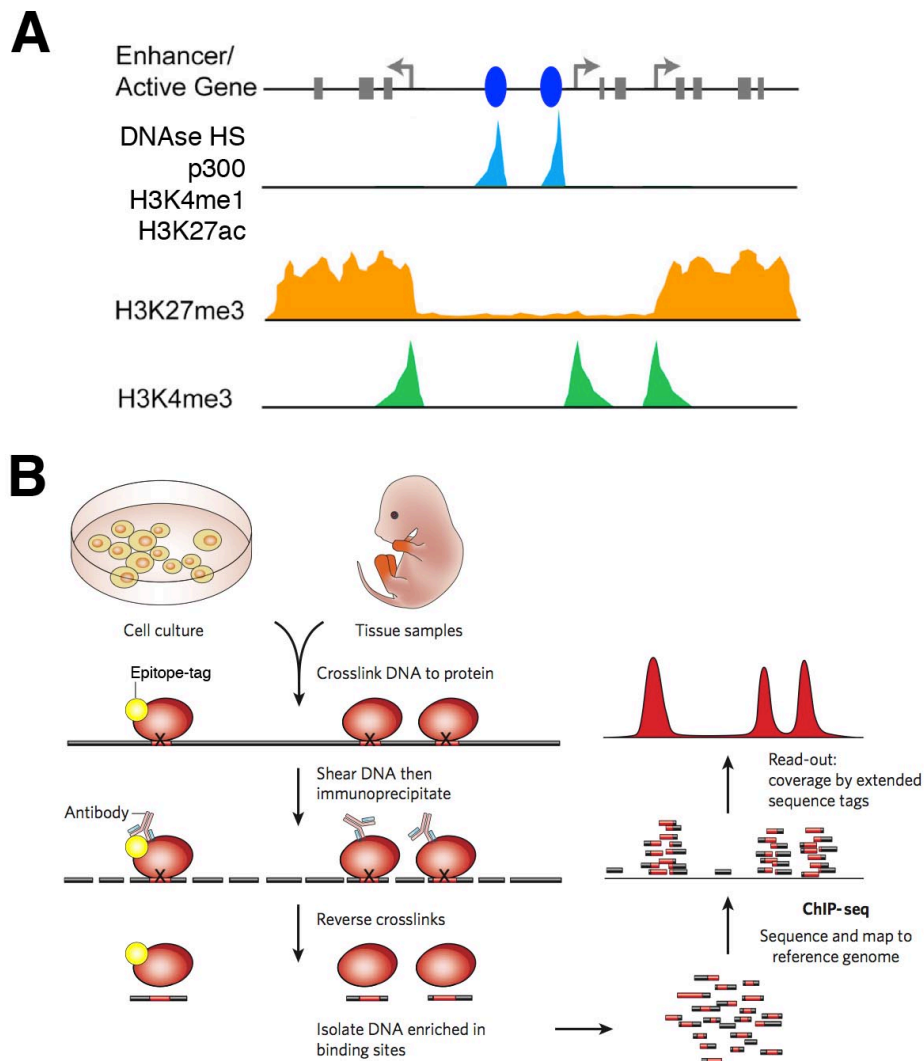 A
Enhancer/
Active Gene
DNAse HS
p300
H3K4me1
H3K27ac
H3K27me3
H3K4me3
B
Cell culture
Tissue samples
Epitope-tag
Crosslink DNA to protein
X
X
X
Shear DNA then
immunoprecipitate
Antibody
X
X
X
Reverse crosslinks
Isolate DNA enriched in
binding sites
Read-out:
coverage by extended
sequence tags
ChIP-seq
Sequence and map to
reference genome